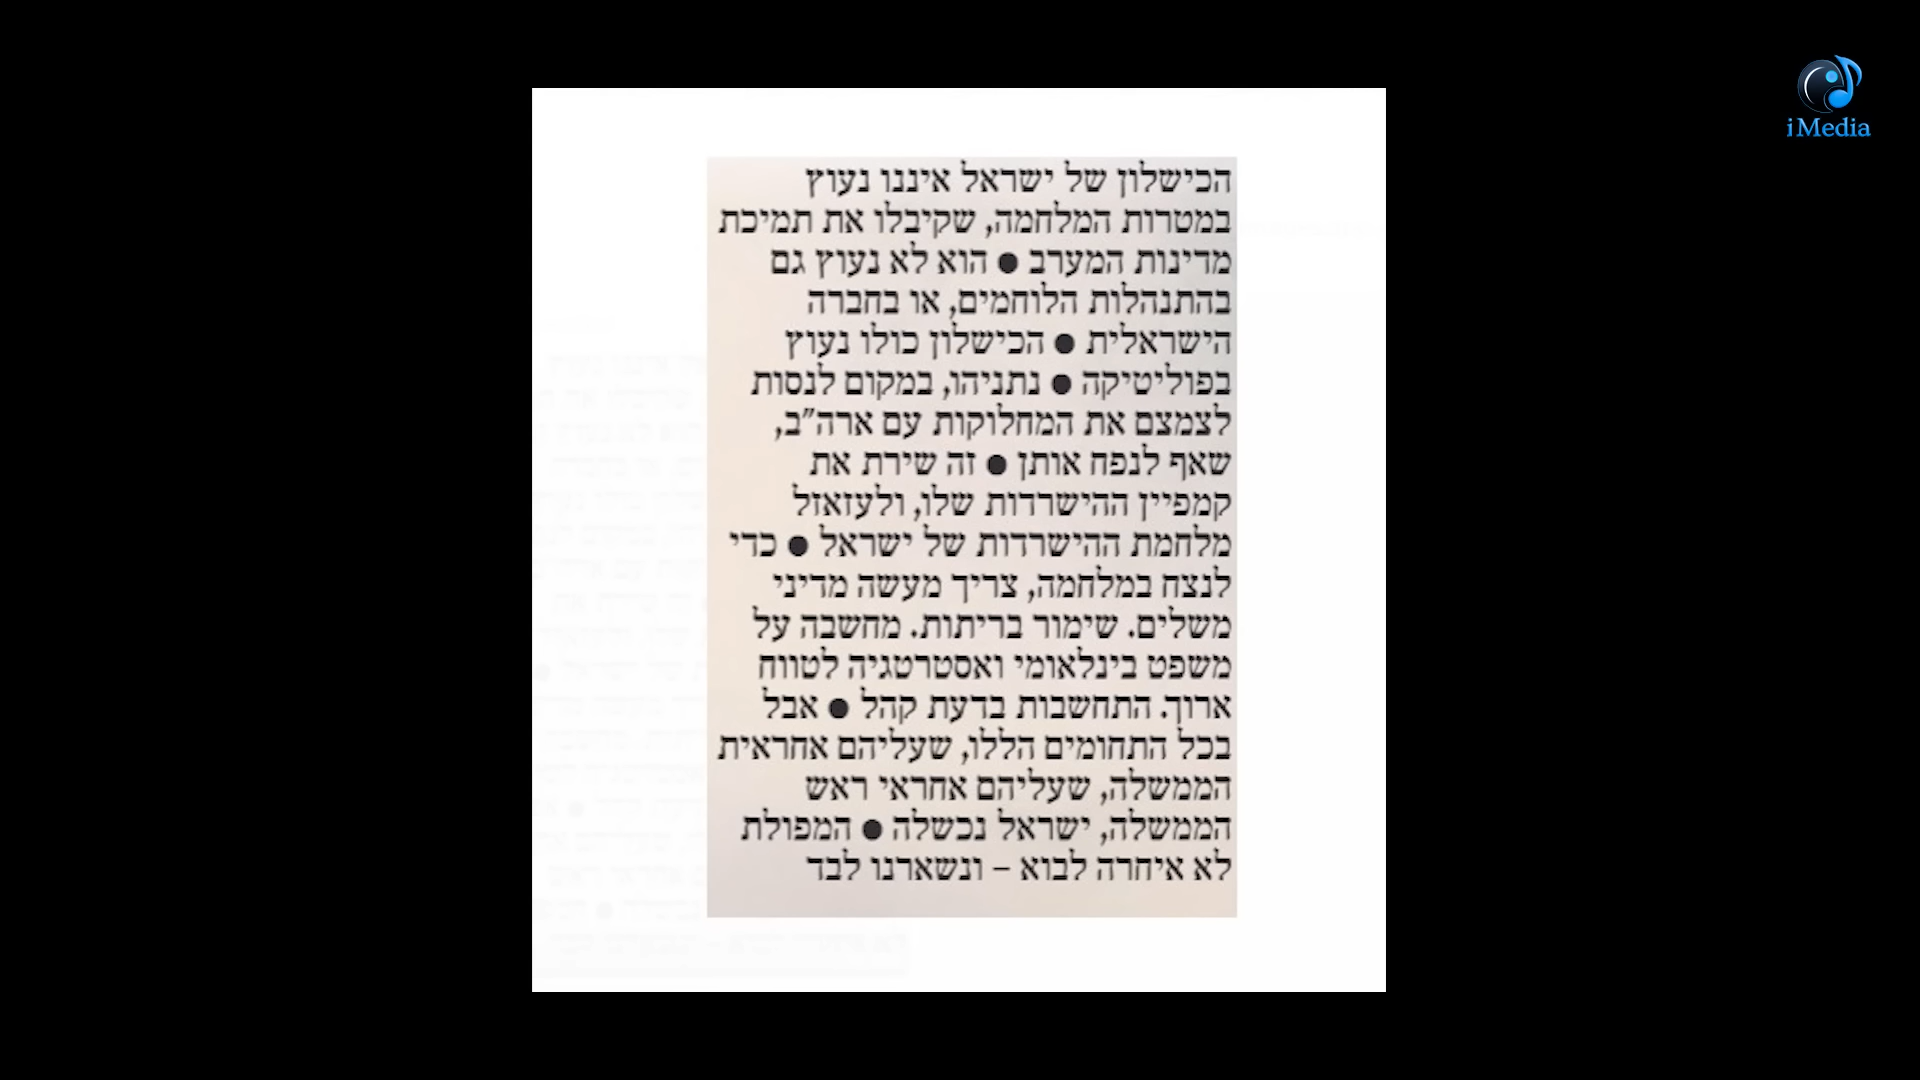 הכישלון של ישראל איננו נעוץ
במטרות המלחמה, שקיבלו את תמיכת
מדינות המערב ● הוא לא נעוץ גם
בהתנהלות הלוחמים, או בחברה
הישראלית ● הכישלון כולו נעוץ
בפוליטיקה ● נתניהו, במקום לנסות
לצמצם את המחלוקות עם ארה"ב,
שאף לנפח אותן ● זה שירת את
קמפיין ההישרדות שלו, ולעזאזל
מלחמת ההישרדות של ישראל ● כדי
לנצח במלחמה, צריך מעשה מדיני
משלים. שימור בריתות. מחשבה על
משפט בינלאומי ואסטרטגיה לטווח
ארוך. התחשבות בדעת קהל ● אבל
בכל התחומים הללו, שעליהם אחראית
הממשלה, שעליהם אחראי ראש
הממשלה, ישראל נכשלה ● המפולת
לא איחרה לבוא – ונשארנו לבד
iMedia